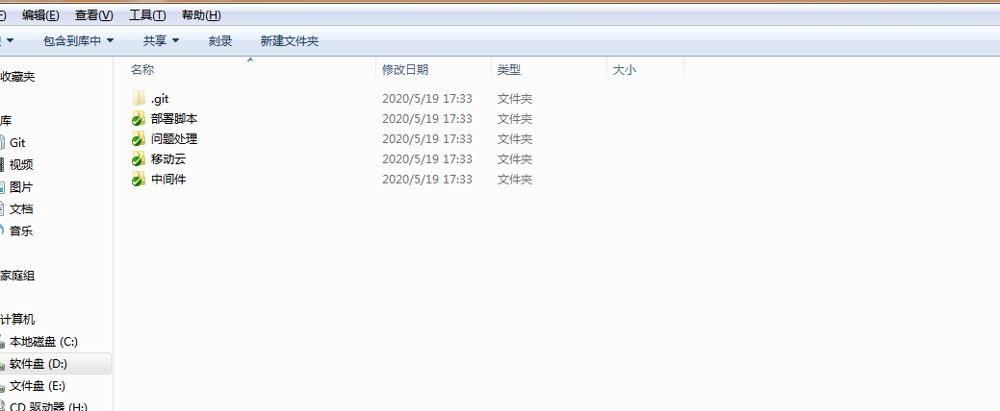 F) 编辑(E) 查看(V) 工具(T) 帮助(H)
包含到库中 共享 刻录 新建文件夹
收藏夹
库
Git
视频
图片
文档
音乐
家庭组
计算机
本地磁盘 (C:)
软件盘 (D:)
文件盘 (E:)
CD 驱动器 (H:)
名称 修改日期 类型 大小
.git 2020/5/19 17:33 文件夹
部署脚本 2020/5/19 17:33 文件夹
问题处理 2020/5/19 17:33 文件夹
移动云 2020/5/19 17:33 文件夹
中间件 2020/5/19 17:33 文件夹